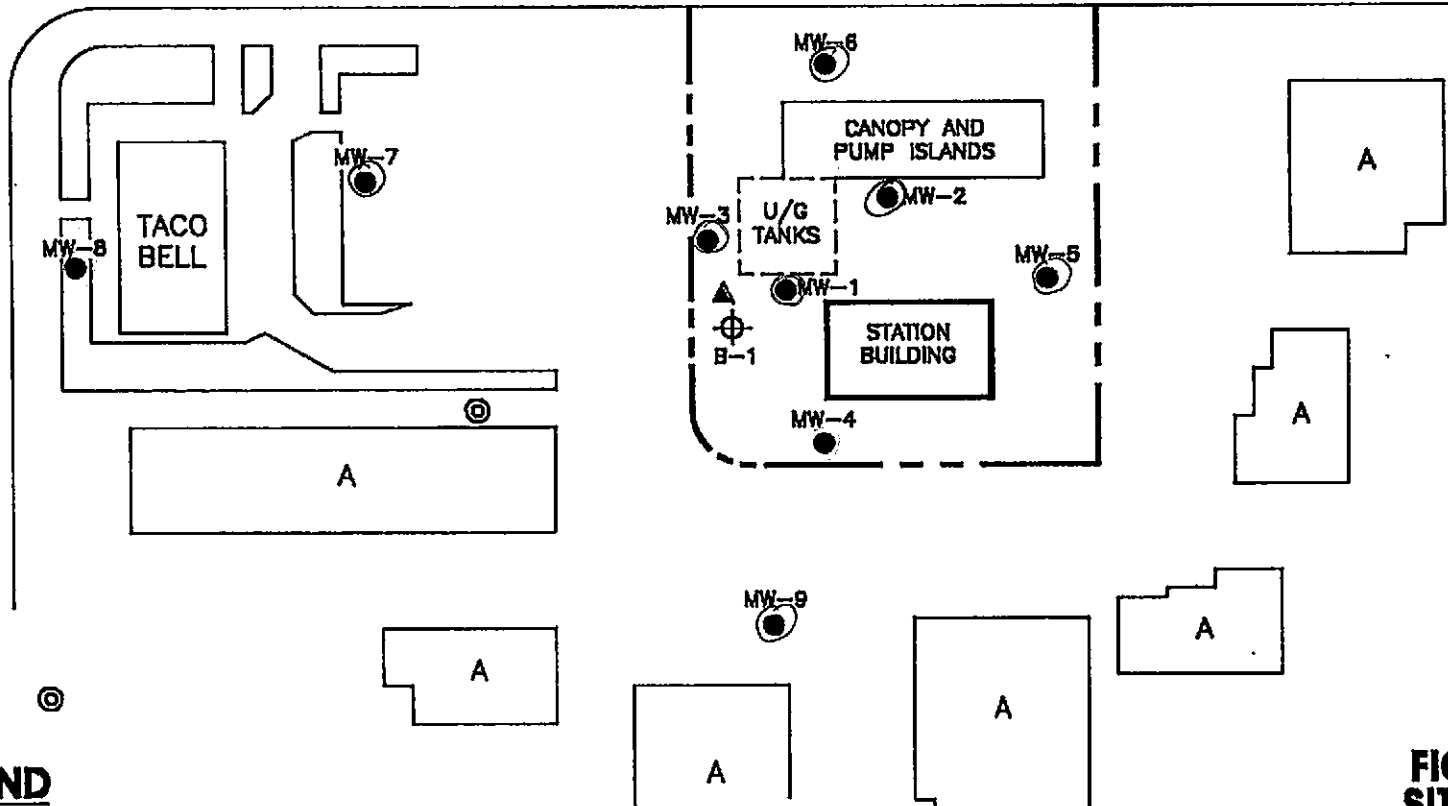 MW-6
CANOPY AND
PUMP ISLANDS
A
MW-7
MW-2
TACO
BELL
MW-3
U/G
TANKS
MW-8
MW-5
MW-1
STATION
BUILDING
B-1
A
MW-4
A
MW-9
A
A
A
A
ND
FIG
SIT